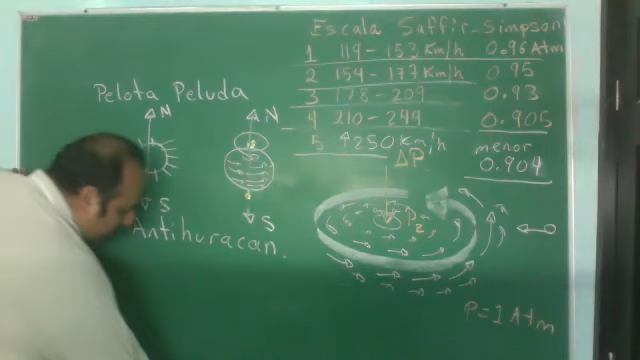 Escala Saffir-Simpson
1 119 - 153 Km/h 0.96 Atm
2 154 - 177 Km/h 0.95
3 178 - 209 0.93
4 210 - 249 0.905
5 +250 Km/h menor 0.904
ΔP
Pelota Peluda
N
N
S
S
Antihuracan.
P2
P=1 Atm